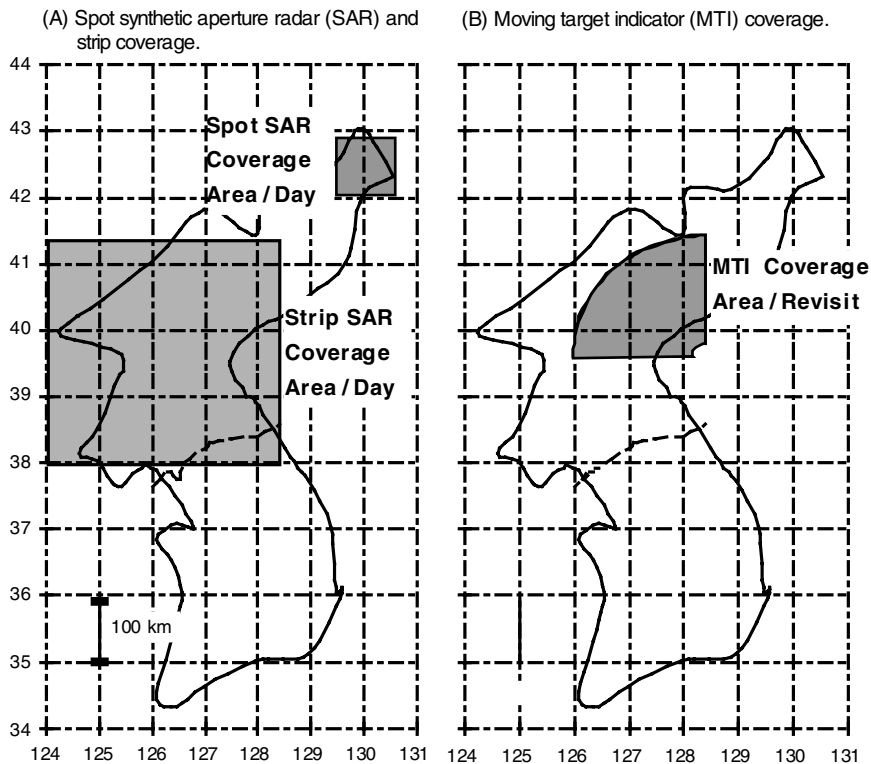 (A) Spot synthetic aperture radar (SAR) and
strip coverage.
(B) Moving target indicator (MTI) coverage.
44
43
42
41
40
39
38
37
36
35
34
Spot SAR
Coverage
Area / Day
Strip SAR
Coverage
Area / Day
100 km
124 125 126 127 128 129 130 131
MTI Coverage
Area / Revisit
124 125 126 127 128 129 130 131